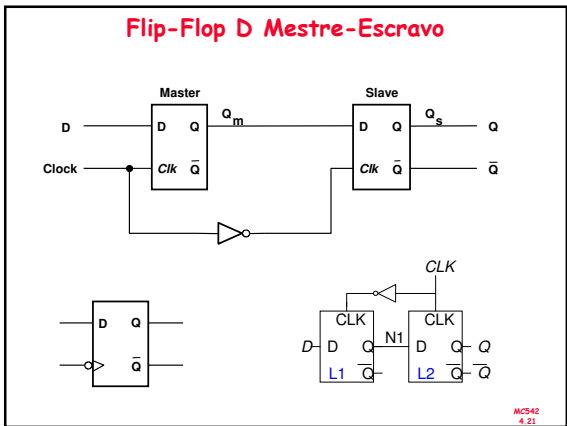 Flip-Flop D Mestre-Escravo
Master Slave
D D Q Qm D Q Qs Q
Clock Clk Q̅ Clk Q̅ Q̅
CLK
D Q
Q̅
CLK CLK
D D Q N1 D Q Q
L1 Q̅ L2 Q̅ Q̅
MC542
4.21